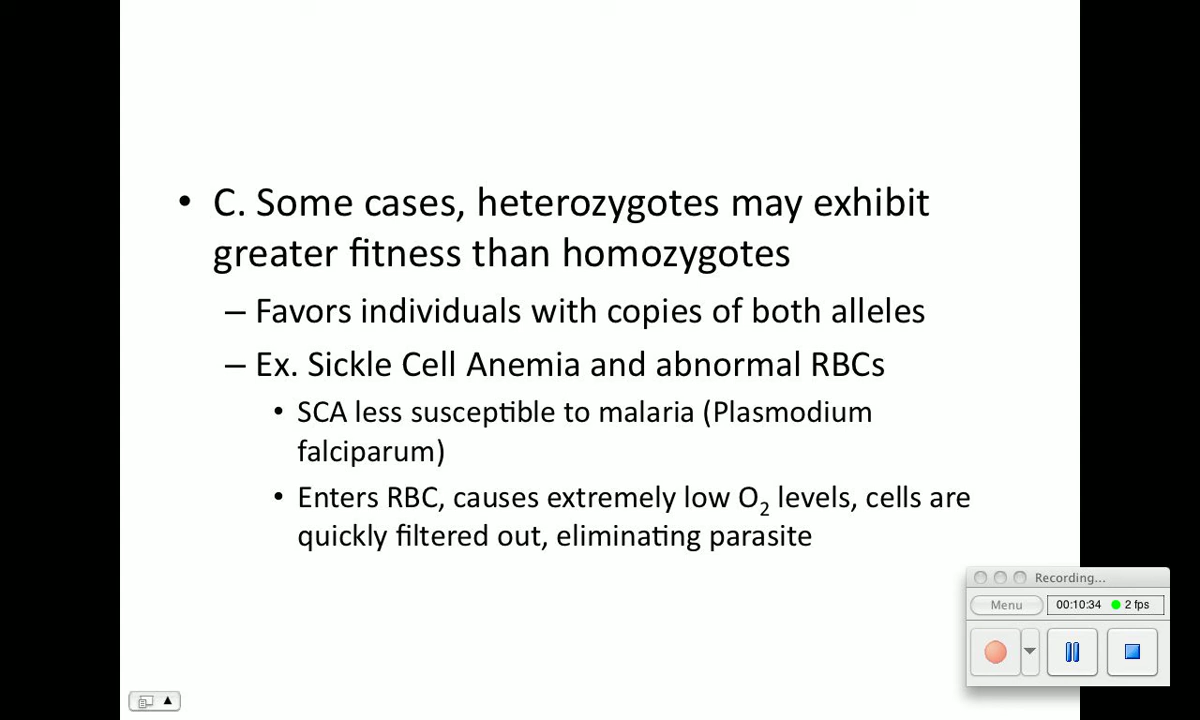 • C. Some cases, heterozygotes may exhibit
greater fitness than homozygotes
– Favors individuals with copies of both alleles
– Ex. Sickle Cell Anemia and abnormal RBCs
• SCA less susceptible to malaria (Plasmodium
falciparum)
• Enters RBC, causes extremely low O₂ levels, cells are
quickly filtered out, eliminating parasite
Recording...
Menu 00:10:34 2 fps